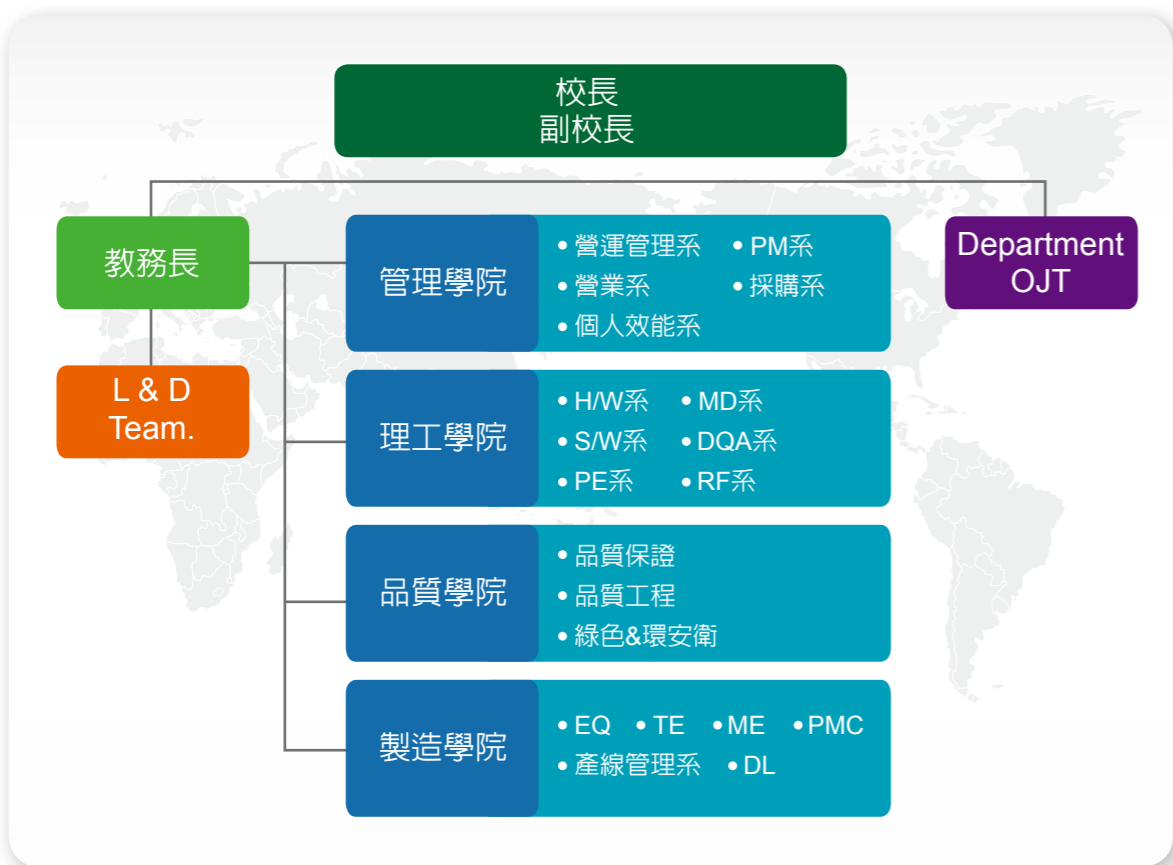 校長
副校長
教務長
L & D
Team.
Department
OJT
管理學院
• 營運管理系 • PM系
• 營業系 • 採購系
• 個人效能系
理工學院
• H/W系 • MD系
• S/W系 • DQA系
• PE系 • RF系
品質學院
• 品質保證
• 品質工程
• 綠色&環安衛
製造學院
• EQ • TE • ME • PMC
• 產線管理系 • DL